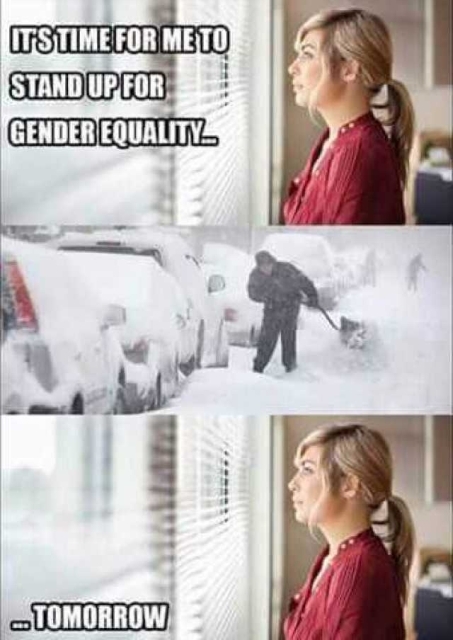 IT'S TIME FOR ME TO
STAND UP FOR
GENDER EQUALITY...
...TOMORROW